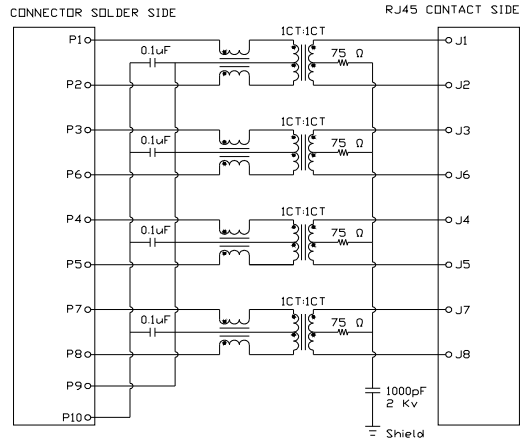 CONNECTOR SOLDER SIDE
RJ45 CONTACT SIDE
P1 0.1uF 1CT:1CT 75 Ω J1
P2 J2
P3 0.1uF 1CT:1CT 75 Ω J3
P6 J6
P4 0.1uF 1CT:1CT 75 Ω J4
P5 J5
P7 0.1uF 1CT:1CT 75 Ω J7
P8 J8
P9
P10
1000pF
2 Kv
Shield